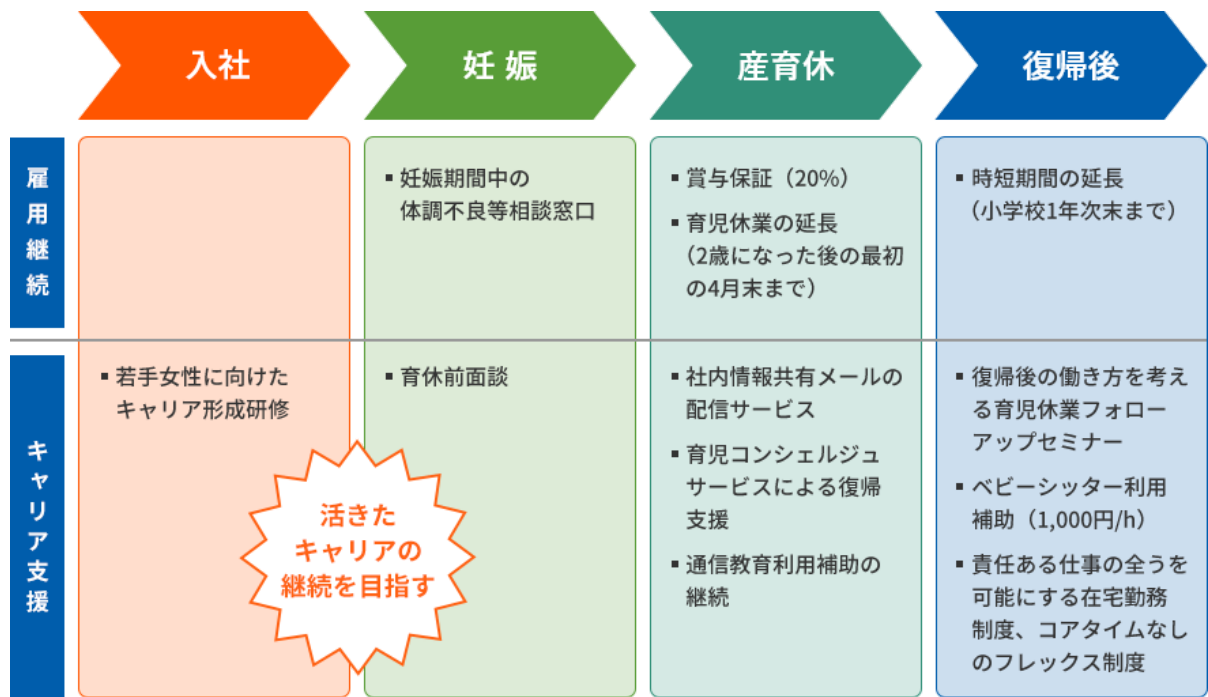 入社
妊 娠
産育休
復帰後
雇用継続
▪ 妊娠期間中の
体調不良等相談窓口
▪ 賞与保証（20%）
▪ 育児休業の延長
（2歳になった後の最初
の4月末まで）
▪ 時短期間の延長
（小学校1年次末まで）
キャリア支援
▪ 若手女性に向けた
キャリア形成研修
▪ 育休前面談
▪ 社内情報共有メールの
配信サービス
▪ 育児コンシェルジュ
サービスによる復帰
支援
▪ 通信教育利用補助の
継続
▪ 復帰後の働き方を考え
る育児休業フォロー
アップセミナー
▪ ベビーシッター利用
補助（1,000円/h）
▪ 責任ある仕事の全うを
可能にする在宅勤務
制度、コアタイムなし
のフレックス制度
活きた
キャリアの
継続を目指す